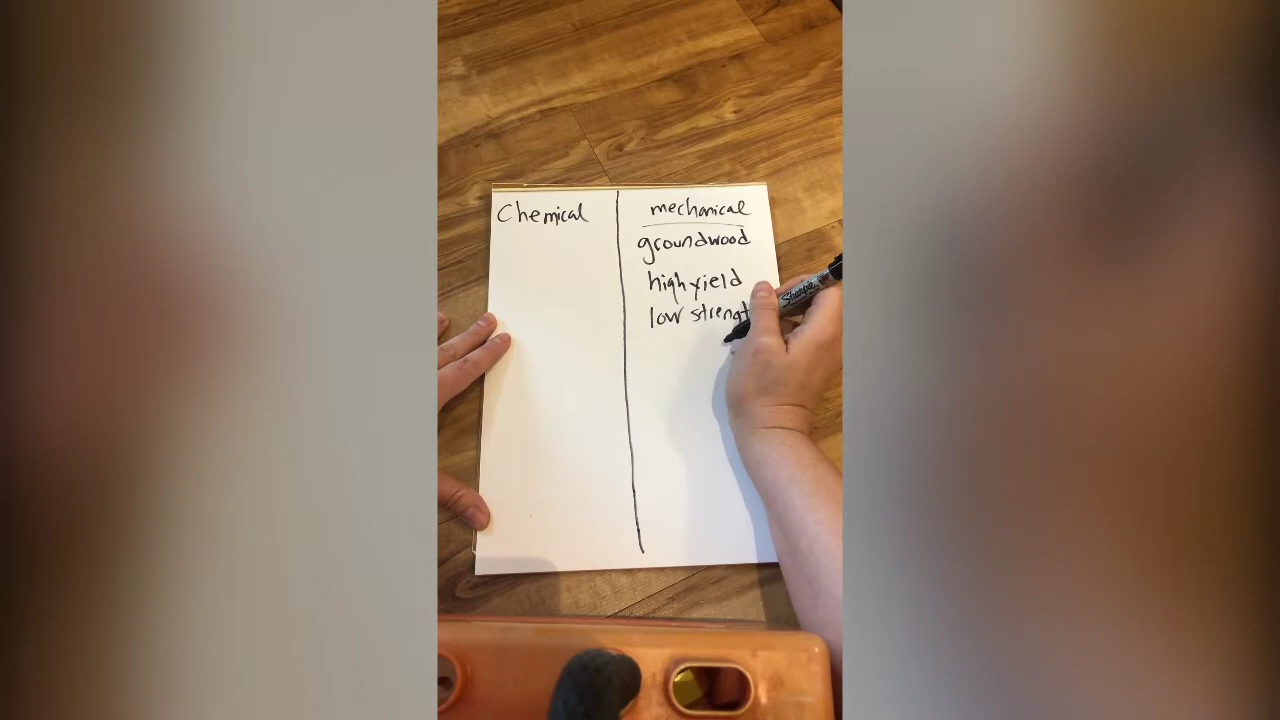 Chemical
mechanical
groundwood
high yield
low strengt
Sharpie